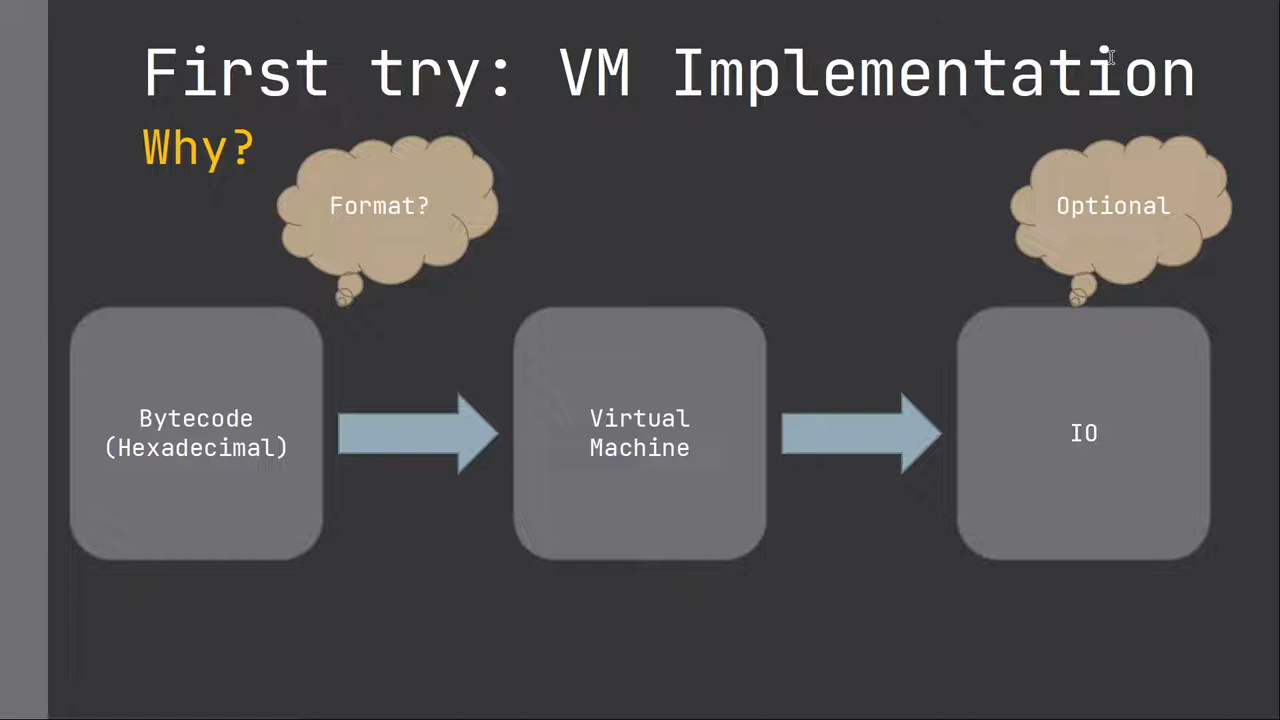 First try: VM Implementation
Why?
Format?
Optional
Bytecode
(Hexadecimal)
Virtual
Machine
IO